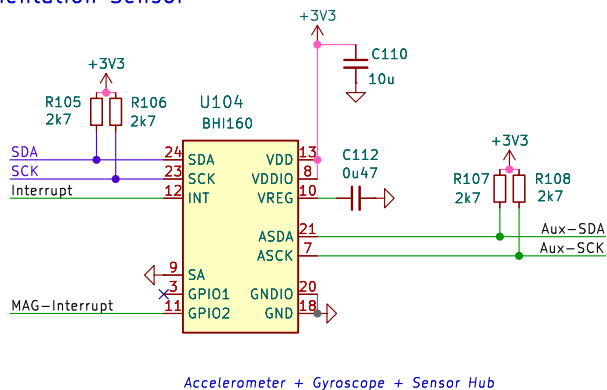 +3V3
C110
10u
+3V3
R105
2k7
R106
2k7
U104
BHI160
SDA
24
SDA
VDD
13
SCK
23
SCK
VDDIO
8
Interrupt
12
INT
VREG
10
C112
0u47
+3V3
R107
2k7
R108
2k7
ASDA
21
Aux-SDA
ASCK
7
Aux-SCK
9
SA
3
GPIO1
GNDIO
20
MAG-Interrupt
11
GPIO2
GND
18
Accelerometer + Gyroscope + Sensor Hub